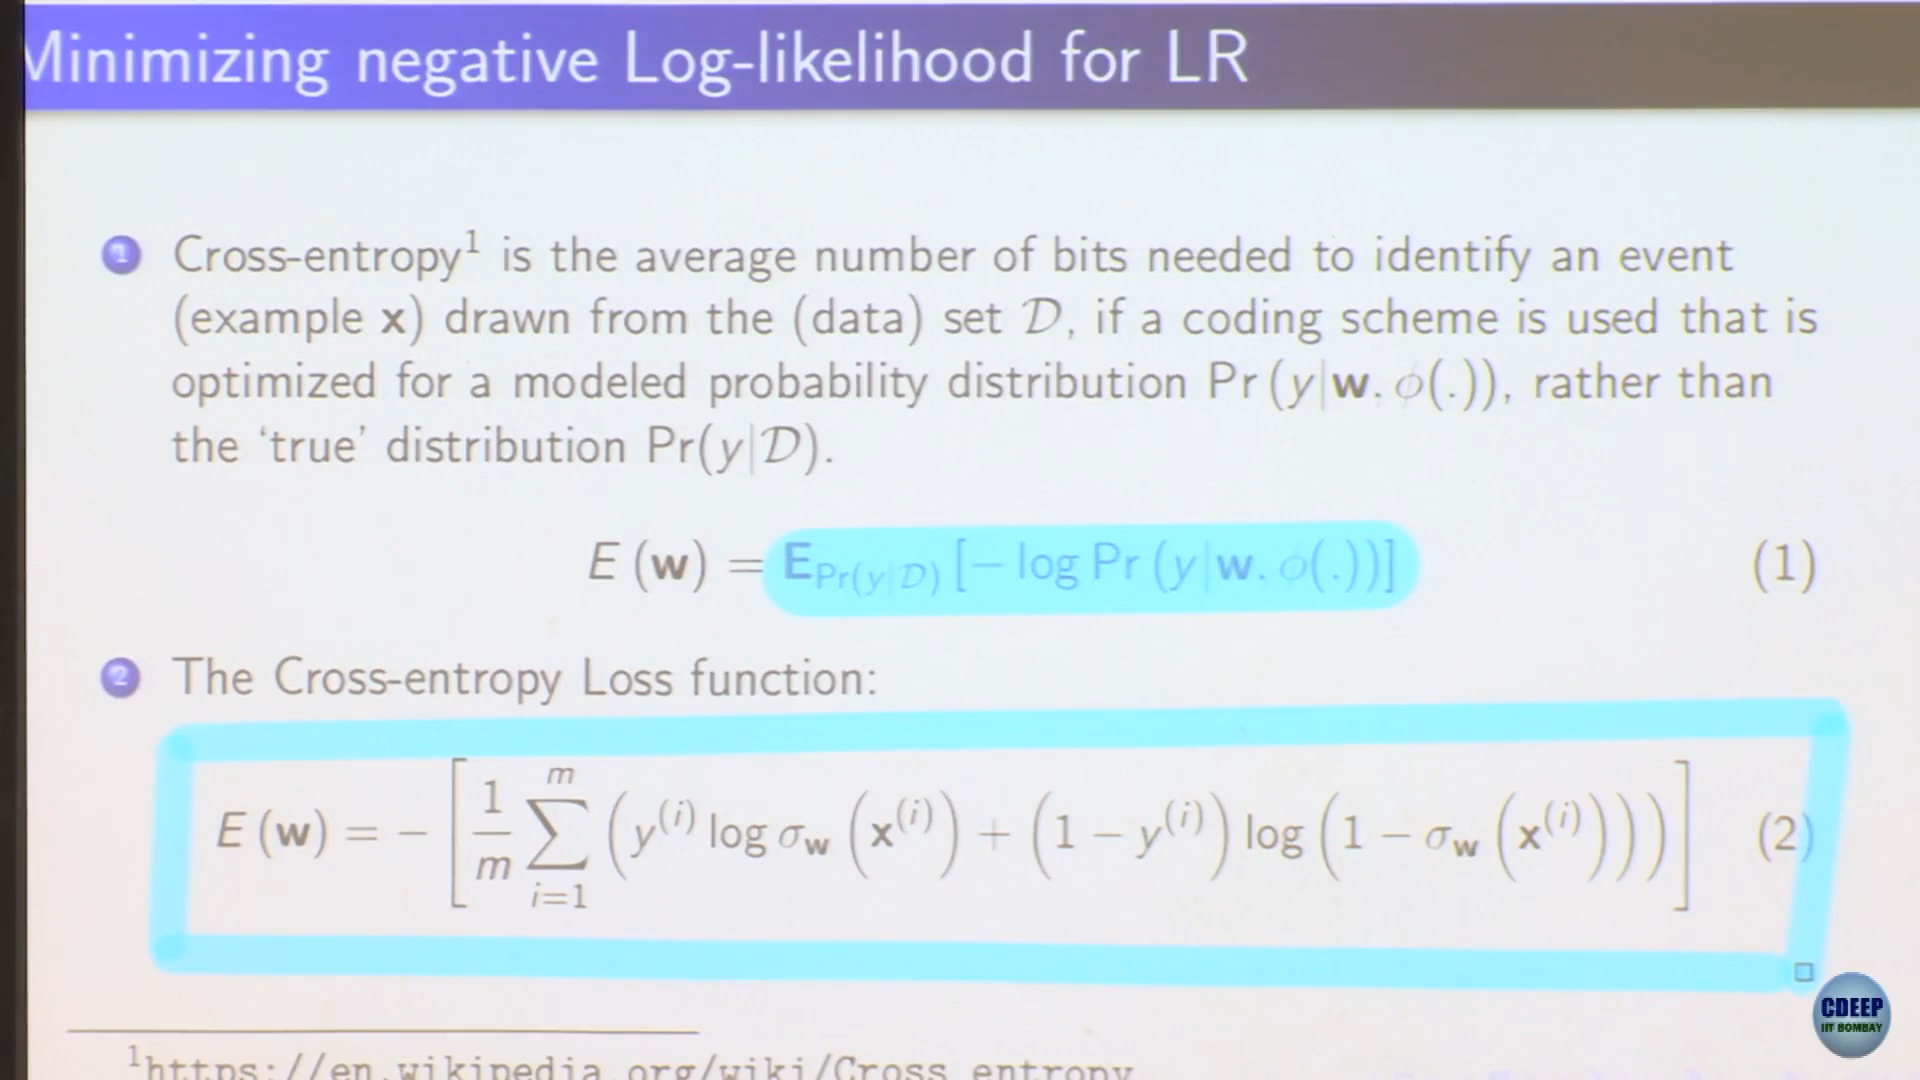 Minimizing negative Log-likelihood for LR
1 Cross-entropy¹ is the average number of bits needed to identify an event
(example x) drawn from the (data) set 𝒟, if a coding scheme is used that is
optimized for a modeled probability distribution Pr (y|w. φ(.)), rather than
the ‘true’ distribution Pr(y|𝒟).
E (w) = E_{Pr(y|𝒟)} [− log Pr (y|w. φ(.))] (1)
2 The Cross-entropy Loss function:
E (w) = − [ 1/m ∑_{i=1}^{m} ( y^{(i)} log σ_w ( x^{(i)} ) + ( 1 − y^{(i)} ) log ( 1 − σ_w ( x^{(i)} ) ) ) ] (2)
¹https://en.wikipedia.org/wiki/Cross_entropy
CDEEP
IIT BOMBAY